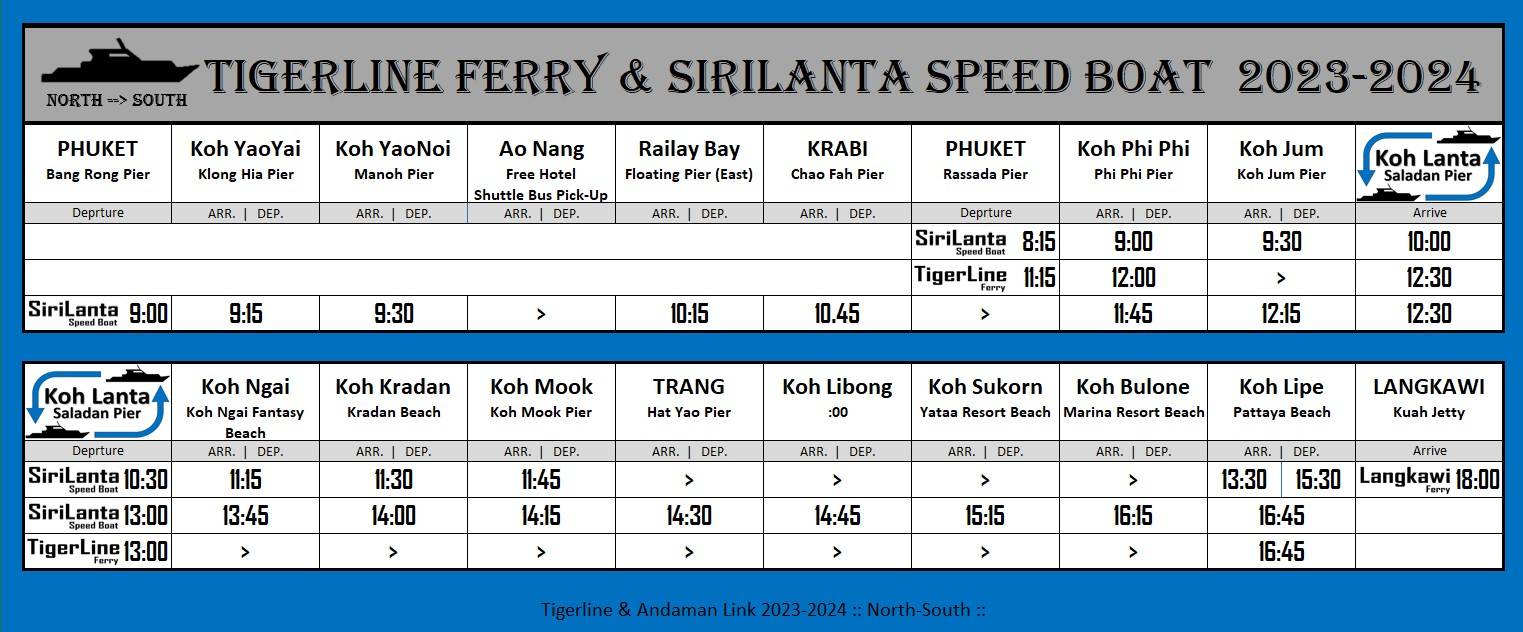 TIGERLINE FERRY & SIRILANTA SPEED BOAT 2023-2024
NORTH ==> SOUTH
PHUKET Koh YaoYai Koh YaoNoi Ao Nang Railay Bay KRABI PHUKET Koh Phi Phi Koh Jum Koh Lanta
Bang Rong Pier Klong Hia Pier Manoh Pier Free Hotel Floating Pier (East) Chao Fah Pier Rassada Pier Phi Phi Pier Koh Jum Pier Saladan Pier
Shuttle Bus Pick-Up
Deprture ARR. | DEP. ARR. | DEP. ARR. | DEP. ARR. | DEP. ARR. | DEP. Deprture ARR. | DEP. ARR. | DEP. Arrive
SiriLanta Speed Boat 8:15 9:00 9:30 10:00
TigerLine Ferry 11:15 12:00 > 12:30
SiriLanta Speed Boat 9:00 9:15 9:30 > 10:15 10.45 > 11:45 12:15 12:30
Koh Lanta Koh Ngai Koh Kradan Koh Mook TRANG Koh Libong Koh Sukorn Koh Bulone Koh Lipe LANGKAWI
Saladan Pier Koh Ngai Fantasy Kradan Beach Koh Mook Pier Hat Yao Pier :00 Yataa Resort Beach Marina Resort Beach Pattaya Beach Kuah Jetty
Beach
Deprture ARR. | DEP. ARR. | DEP. ARR. | DEP. ARR. | DEP. ARR. | DEP. ARR. | DEP. ARR. | DEP. ARR. | DEP. Arrive
SiriLanta Speed Boat 10:30 11:15 11:30 11:45 > > > > 13:30 15:30 Langkawi Ferry 18:00
SiriLanta Speed Boat 13:00 13:45 14:00 14:15 14:30 14:45 15:15 16:15 16:45
TigerLine Ferry 13:00 > > > > > > > 16:45
Tigerline & Andaman Link 2023-2024 :: North-South ::